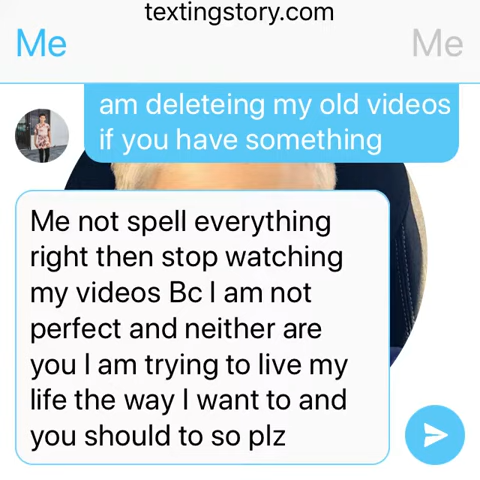 textingstory.com
Me Me
am deleteing my old videos
if you have something
Me not spell everything
right then stop watching
my videos Bc I am not
perfect and neither are
you I am trying to live my
life the way I want to and
you should to so plz